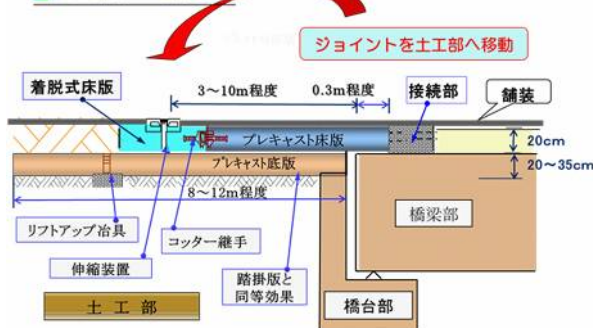 ジョイントを土工部へ移動
着脱式床版
3～10m程度
0.3m程度
接続部
舗装
プレキャスト床版
20cm
プレキャスト底版
20～35cm
8～12m程度
橋梁部
リフトアップ冶具
コッター継手
伸縮装置
踏掛版と
同等効果
土工部
橋台部